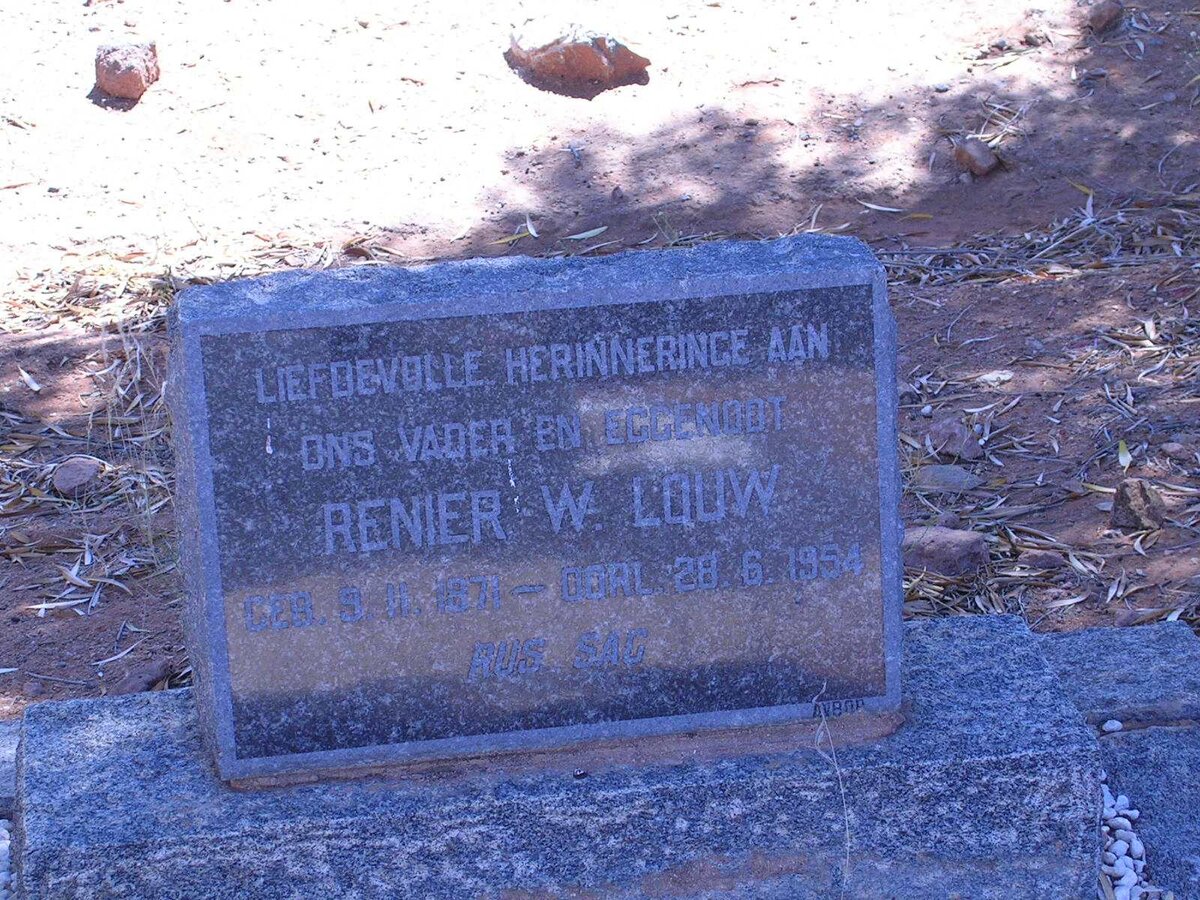 LIEFDEVOLLE HERINNERINGE AAN
ONS VADER EN EGGENOOT
RENIER W. LOUW
GEB. 9. 11. 1871 — OORL. 28. 6. 1954
RUS SAG
AVBOB